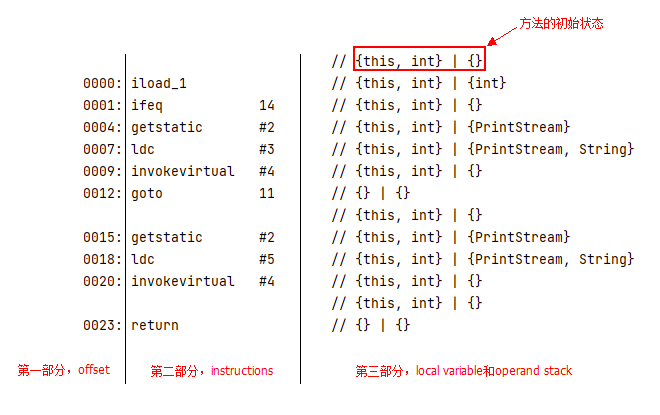 方法的初始状态
// {this, int} | {}
0000: iload_1 // {this, int} | {int}
0001: ifeq 14 // {this, int} | {}
0004: getstatic #2 // {this, int} | {PrintStream}
0007: ldc #3 // {this, int} | {PrintStream, String}
0009: invokevirtual #4 // {this, int} | {}
0012: goto 11 // {} | {}
// {this, int} | {}
0015: getstatic #2 // {this, int} | {PrintStream}
0018: ldc #5 // {this, int} | {PrintStream, String}
0020: invokevirtual #4 // {this, int} | {}
// {this, int} | {}
0023: return // {} | {}
第一部分，offset 第二部分，instructions 第三部分，local variable和operand stack